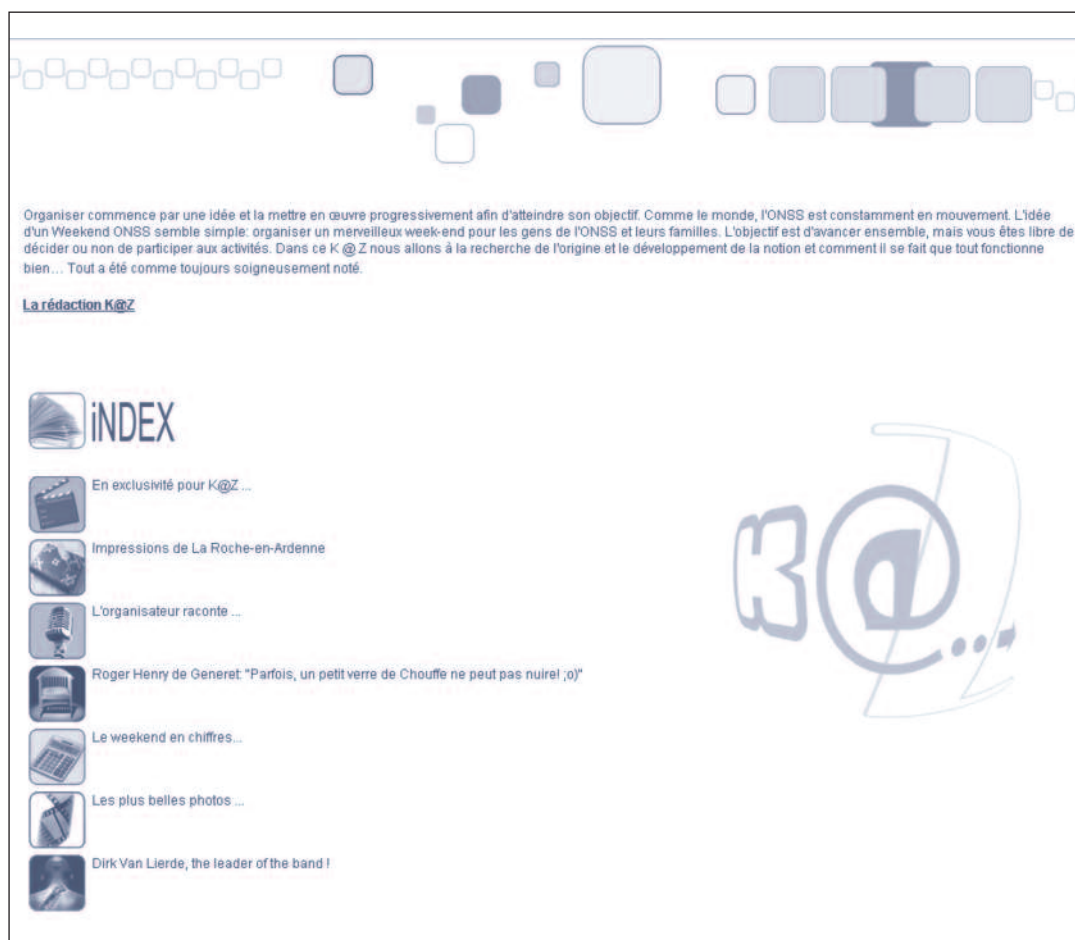 Organiser commence par une idée et la mettre en œuvre progressivement afin d'atteindre son objectif. Comme le monde, l'ONSS est constamment en mouvement. L'idée
d'un Weekend ONSS semble simple: organiser un merveilleux week-end pour les gens de l'ONSS et leurs familles. L'objectif est d'avancer ensemble, mais vous êtes libre de
décider ou non de participer aux activités. Dans ce K @ Z nous allons à la recherche de l'origine et le développement de la notion et comment il se fait que tout fonctionne
bien… Tout a été comme toujours soigneusement noté.
La rédaction K@Z
iNDEX
En exclusivité pour K@Z ...
Impressions de La Roche-en-Ardenne
L'organisateur raconte ...
Roger Henry de Generet: "Parfois, un petit verre de Chouffe ne peut pas nuire! ;o)"
Le weekend en chiffres...
Les plus belles photos ...
Dirk Van Lierde, the leader of the band !
K@Z...